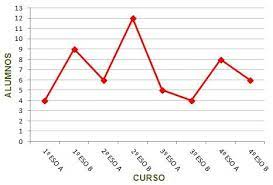 ALUMNOS
13
12
11
10
9
8
7
6
5
4
3
2
1
0
1º ESO A
1º ESO B
2º ESO A
2º ESO B
3º ESO A
3º ESO B
4º ESO A
4º ESO B
CURSO